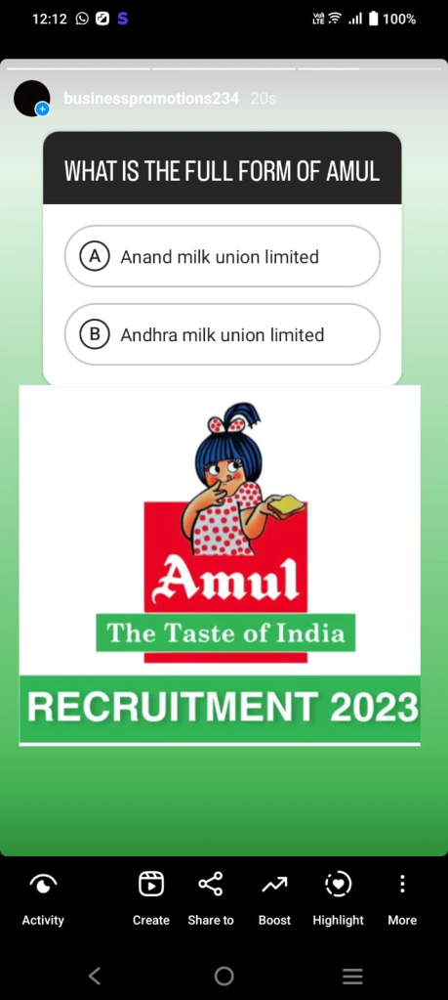 12:12 S Vo) LTE 100%
businesspromotions234 20s
WHAT IS THE FULL FORM OF AMUL
A Anand milk union limited
B Andhra milk union limited
Amul
The Taste of India
RECRUITMENT 2023
Activity Create Share to Boost Highlight More